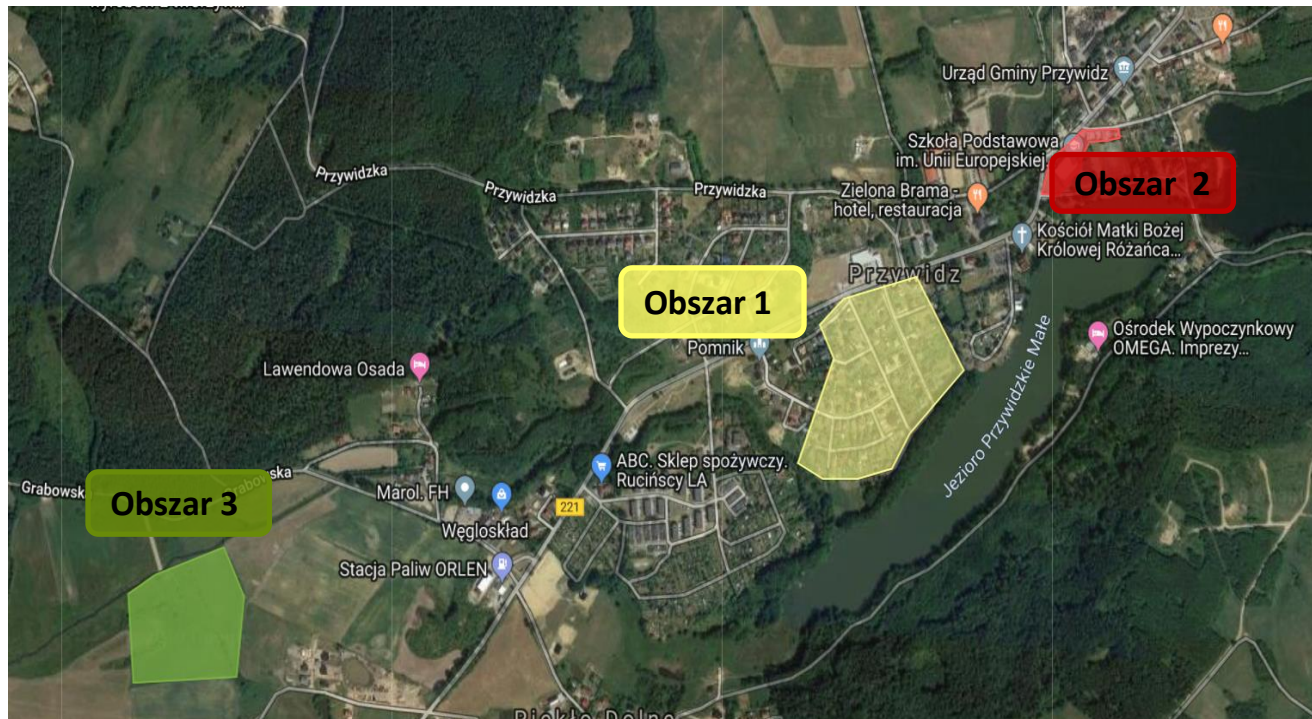 Urząd Gminy Przywidz
Szkoła Podstawowa
im. Unii Europejskiej.
Obszar 2
Przywidzka
Przywidzka
Przywidzka
Zielona Brama -
hotel, restauracja
Kościół Matki Bożej
Królowej Różańca...
Przywidz
Obszar 1
Pomnik
Ośrodek Wypoczynkowy
OMEGA. Imprezy...
Jezioro Przywidzkie Małe
Lawendowa Osada
ABC. Sklep spożywczy.
Rucińscy LA
Grabowska
Obszar 3
Marol. FH
221
Węgloskład
Stacja Paliw ORLEN
Piekło Dolne